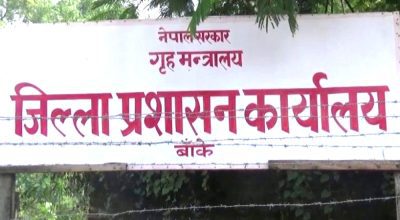 नेपाल सरकार
गृह मन्त्रालय
जिल्ला प्रशासन कार्यालय
बाँके